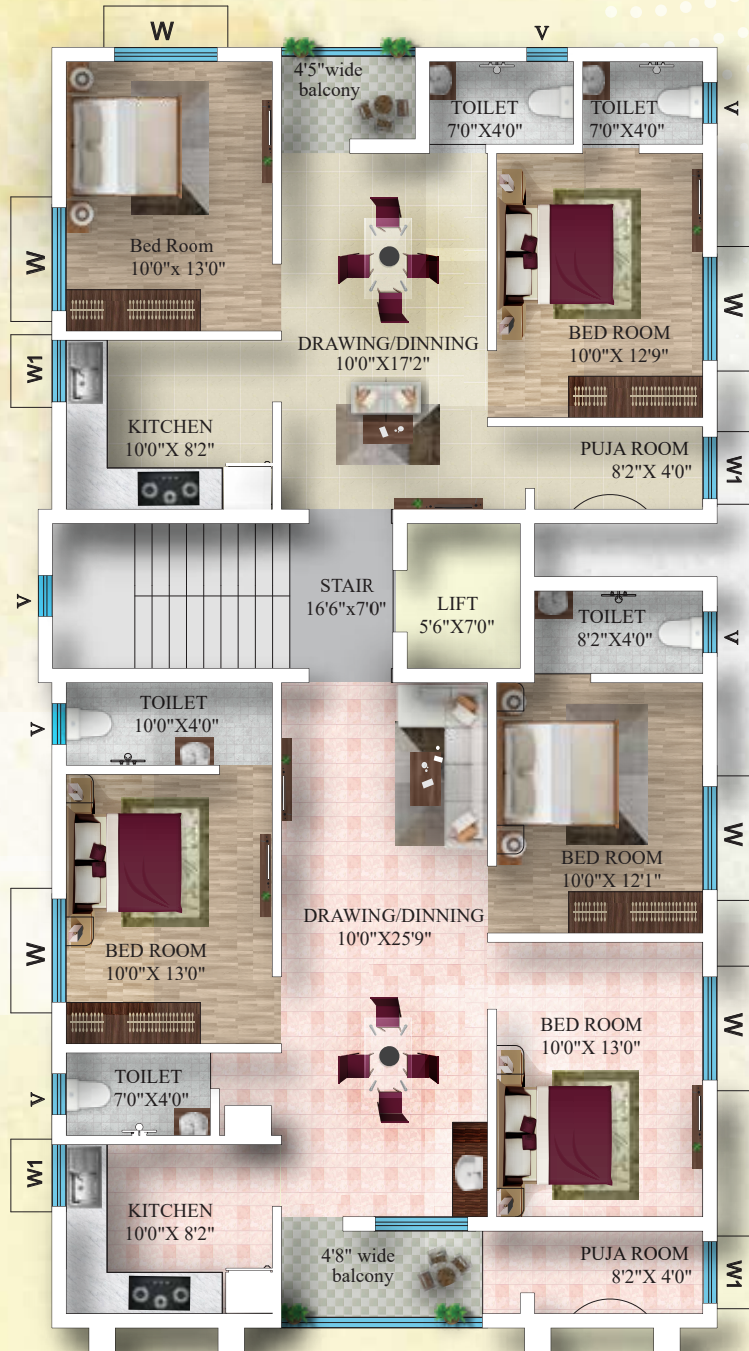 W
V
4'5"wide
balcony
TOILET
7'0"X4'0"
TOILET
7'0"X4'0"
V
Bed Room
10'0"x 13'0"
W
W
DRAWING/DINNING
10'0"X17'2"
BED ROOM
10'0"X 12'9"
W1
KITCHEN
10'0"X 8'2"
PUJA ROOM
8'2"X 4'0"
W1
STAIR
16'6"x7'0"
LIFT
5'6"X7'0"
V
TOILET
8'2"X4'0"
V
TOILET
10'0"X4'0"
V
BED ROOM
10'0"X 12'1"
W
DRAWING/DINNING
10'0"X25'9"
BED ROOM
10'0"X 13'0"
W
BED ROOM
10'0"X 13'0"
W
TOILET
7'0"X4'0"
V
W1
KITCHEN
10'0"X 8'2"
4'8" wide
balcony
PUJA ROOM
8'2"X 4'0"
W1